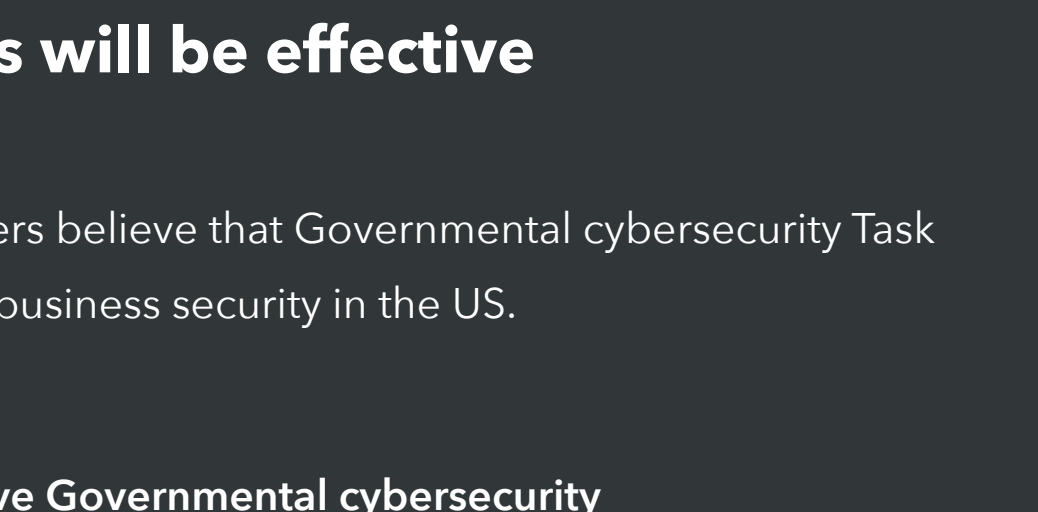 s will be effective
ers believe that Governmental cybersecurity Task
business security in the US.
ve Governmental cybersecurity